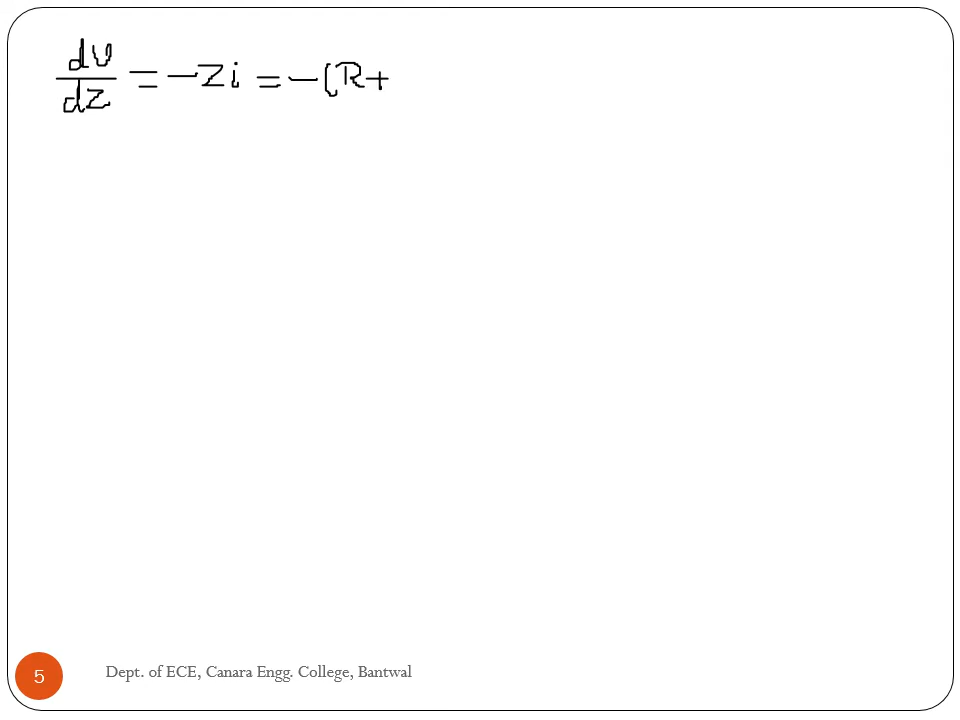 dv/dz = -Zi = -(R+
5
Dept. of ECE, Canara Engg. College, Bantwal